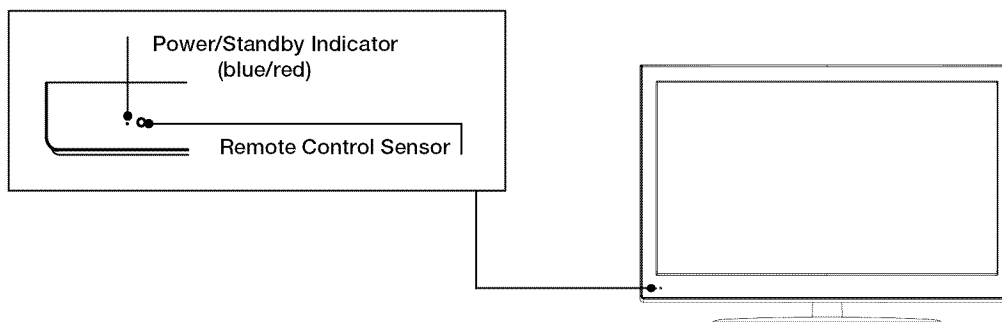 Power/Standby Indicator
(blue/red)
Remote Control Sensor